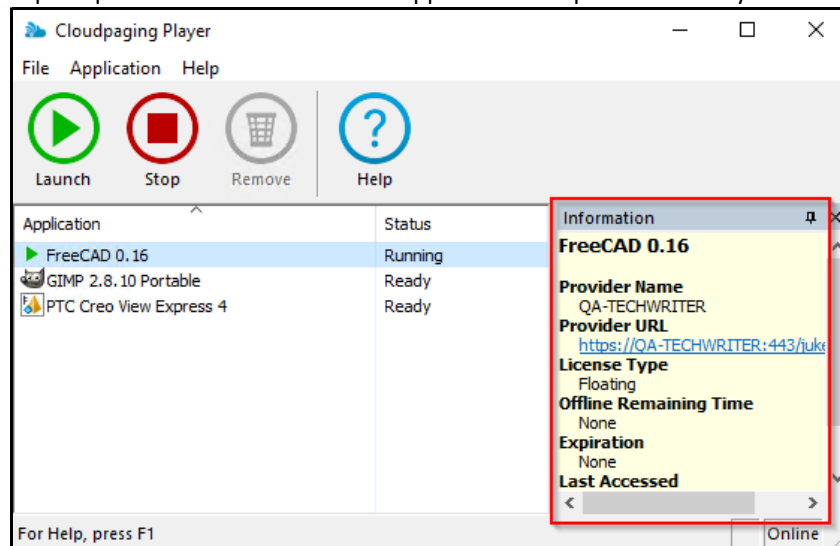 Cloudpaging Player
File Application Help
Launch Stop Remove Help
Application Status
FreeCAD 0.16 Running
GIMP 2.8.10 Portable Ready
PTC Creo View Express 4 Ready
Information
FreeCAD 0.16
Provider Name
QA-TECHWRITER
Provider URL
https://QA-TECHWRITER:443/juke
License Type
Floating
Offline Remaining Time
None
Expiration
None
Last Accessed
For Help, press F1 Online